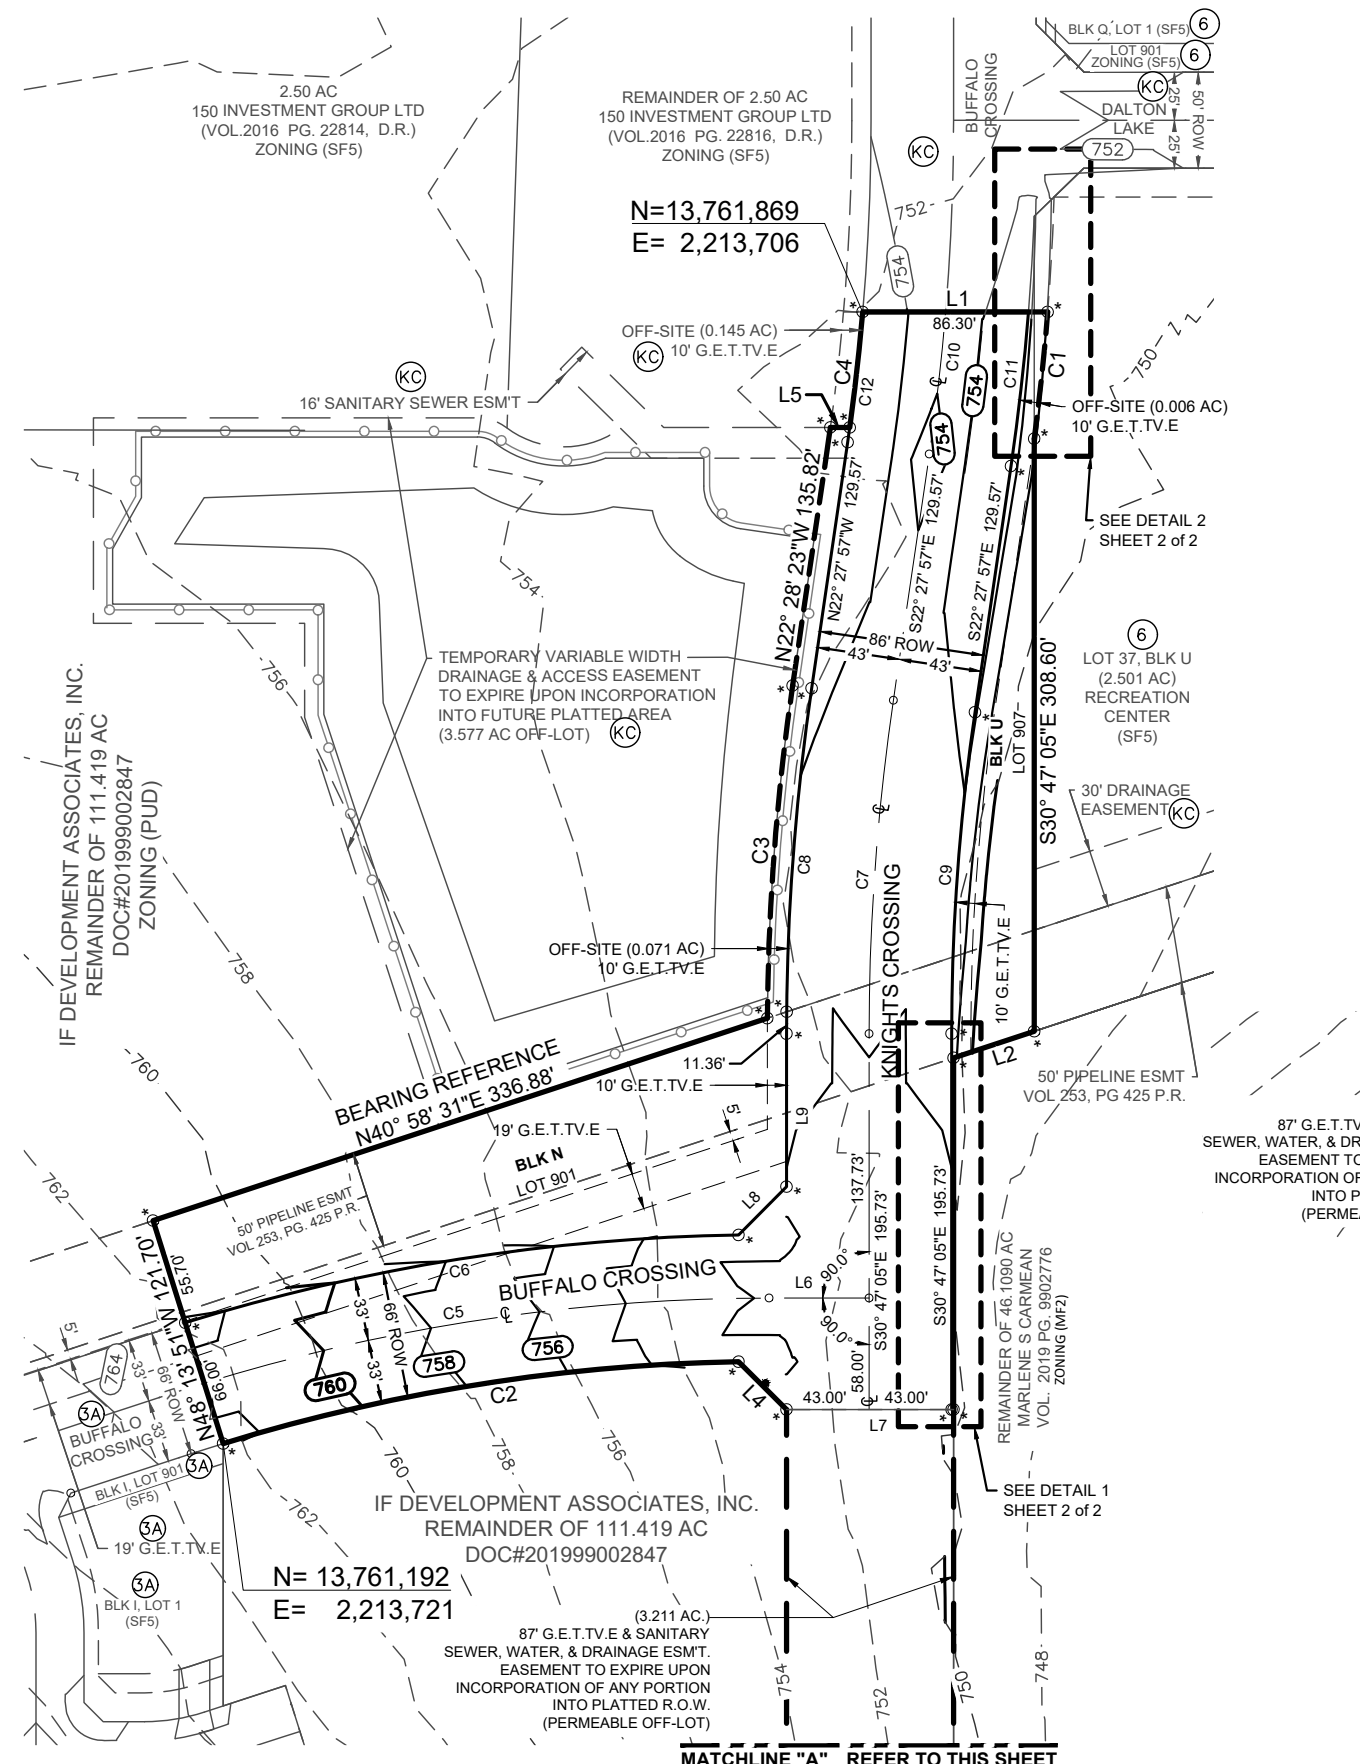 BLK Q, LOT 1 (SF5)
6
LOT 901
ZONING (SF5)
6
KC
25'
50' ROW
25'
DALTON
LAKE
752
BUFFALO
CROSSING
2.50 AC
150 INVESTMENT GROUP LTD
(VOL.2016 PG. 22814, D.R.)
ZONING (SF5)
REMAINDER OF 2.50 AC
150 INVESTMENT GROUP LTD
(VOL.2016 PG. 22816, D.R.)
ZONING (SF5)
KC
752
754
N=13,761,869
E= 2,213,706
L1
86.30'
OFF-SITE (0.145 AC)
10' G.E.T.TV.E
KC
C4
C12
C10
C11
C1
750
℄
754
754
KC
16' SANITARY SEWER ESM'T
L5
OFF-SITE (0.006 AC)
10' G.E.T.TV.E
N22° 28' 23"W 135.82'
N22° 27' 57"W 129.57'
S22° 27' 57"E 129.57'
S22° 27' 57"E 129.57'
SEE DETAIL 2
SHEET 2 of 2
754
86' ROW
43'
43'
6
LOT 37, BLK U
(2.501 AC)
RECREATION
CENTER
(SF5)
756
TEMPORARY VARIABLE WIDTH
DRAINAGE & ACCESS EASEMENT
TO EXPIRE UPON INCORPORATION
INTO FUTURE PLATTED AREA
(3.577 AC OFF-LOT)
KC
BLK U
LOT 907
S30° 47' 05"E 308.60'
IF DEVELOPMENT ASSOCIATES, INC.
REMAINDER OF 111.419 AC
DOC#201999002847
ZONING (PUD)
30' DRAINAGE
EASEMENT
KC
℄
C3
C8
C7
C9
KNIGHTS CROSSING
758
OFF-SITE (0.071 AC)
10' G.E.T.TV.E
10' G.E.T.TV.E
760
BEARING REFERENCE
N40° 58' 31"E 336.88'
11.36'
10' G.E.T.TV.E
L2
50' PIPELINE ESMT
VOL 253, PG 425 P.R.
L9
5'
19' G.E.T.TV.E
BLK N
LOT 901
87' G.E.T.TV
SEWER, WATER, & DR
EASEMENT TO
INCORPORATION OF
INTO P
(PERME
762
50' PIPELINE ESMT
VOL 253, PG. 425 P.R.
L8
137.73'
S30° 47' 05"E 195.73'
S30° 47' 05"E 195.73'
N48° 13' 51"W 121.70'
55.70'
66.00'
C6
BUFFALO CROSSING
C5
℄
L6
90.0°
90.0°
33'
66' ROW
33'
756
758
760
C2
L4
58.00'
43.00'
43.00'
℄
L7
REMAINDER OF 46.1090 AC
MARLENE S CARMEAN
VOL. 2019 PG. 99002776
ZONING (MF2)
5'
764
33'
66' ROW
33'
3A
BUFFALO
CROSSING
3A
BLK I, LOT 901
(SF5)
3A
19' G.E.T.TV.E
3A
BLK I, LOT 1
(SF5)
762
760
758
756
IF DEVELOPMENT ASSOCIATES, INC.
REMAINDER OF 111.419 AC
DOC#201999002847
SEE DETAIL 1
SHEET 2 of 2
N= 13,761,192
E= 2,213,721
(3.211 AC.)
87' G.E.T.TV.E & SANITARY
SEWER, WATER, & DRAINAGE ESM'T.
EASEMENT TO EXPIRE UPON
INCORPORATION OF ANY PORTION
INTO PLATTED R.O.W.
(PERMEABLE OFF-LOT)
754
752
750
748
MATCHLINE "A" REFER TO THIS SHEET